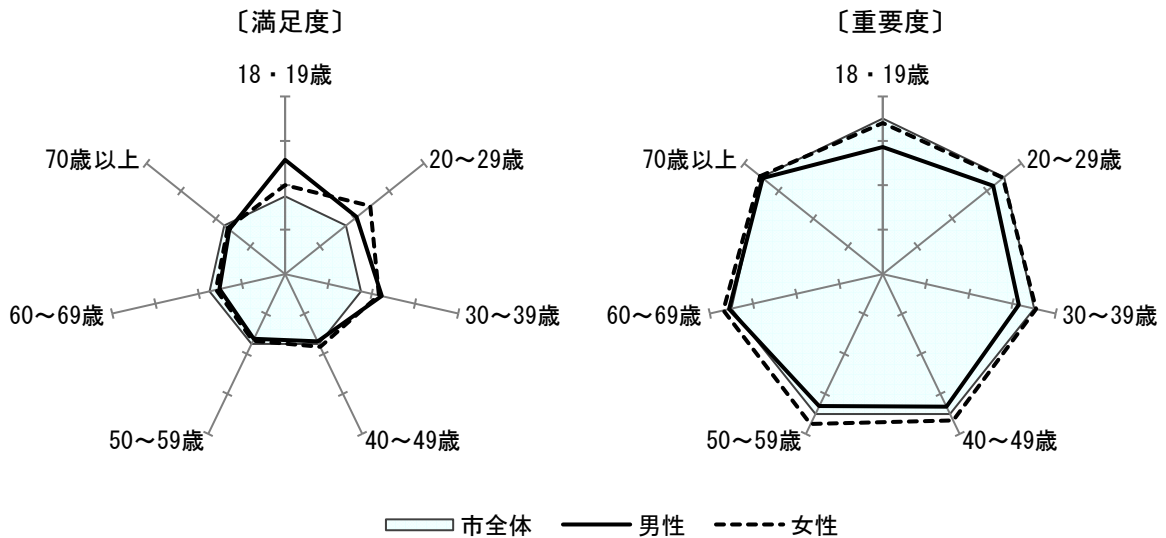 〔満足度〕
18・19歳
20～29歳
30～39歳
40～49歳
50～59歳
60～69歳
70歳以上
〔重要度〕
18・19歳
20～29歳
30～39歳
40～49歳
50～59歳
60～69歳
70歳以上
市全体 男性 女性